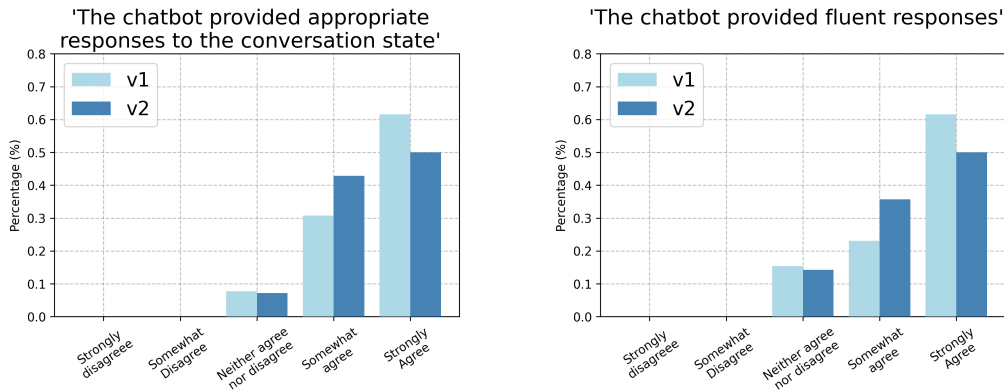 'The chatbot provided appropriate
responses to the conversation state'
0.8
0.7
0.6
0.5
0.4
0.3
0.2
0.1
0.0
Percentage (%)
v1
v2
Strongly
disagreee
Somewhat
Disagree
Neither agree
nor disagree
Somewhat
agree
Strongly
Agree
'The chatbot provided fluent responses'
0.8
0.7
0.6
0.5
0.4
0.3
0.2
0.1
0.0
Percentage (%)
v1
v2
Strongly
disagree
Somewhat
Disagree
Neither agree
nor disagree
Somewhat
agree
Strongly
Agree